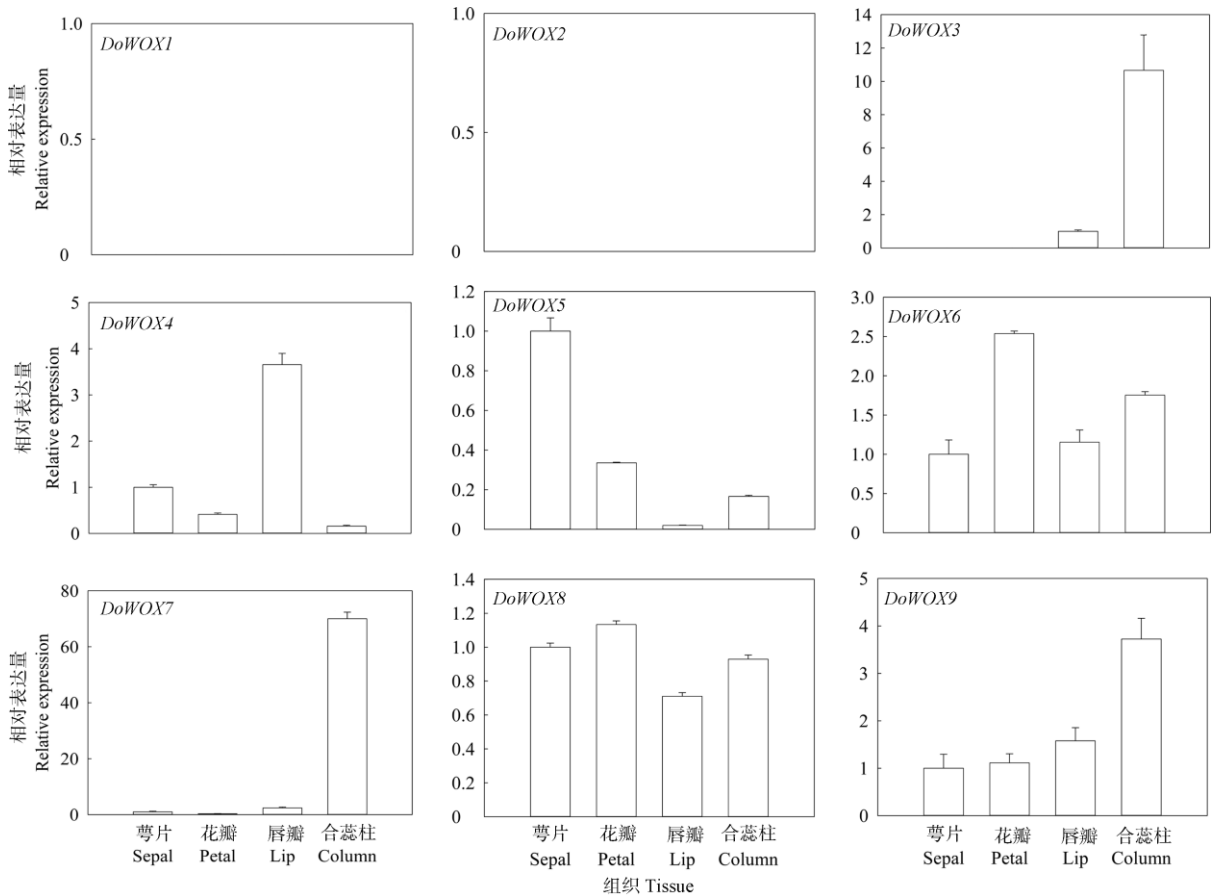 DoWOX1
1.0
0.5
0
相对表达量
Relative expression
DoWOX2
1.0
0.5
0
DoWOX3
14
12
10
8
6
4
2
0
DoWOX4
5
4
3
2
1
0
相对表达量
Relative expression
DoWOX5
1.2
1.0
0.8
0.6
0.4
0.2
0
DoWOX6
3.0
2.5
2.0
1.5
1.0
0.5
0
DoWOX7
80
60
40
20
0
相对表达量
Relative expression
萼片 花瓣 唇瓣 合蕊柱
Sepal Petal Lip Column
DoWOX8
1.4
1.2
1.0
0.8
0.6
0.4
0.2
0
萼片 花瓣 唇瓣 合蕊柱
Sepal Petal Lip Column
DoWOX9
5
4
3
2
1
0
萼片 花瓣 唇瓣 合蕊柱
Sepal Petal Lip Column
组织 Tissue